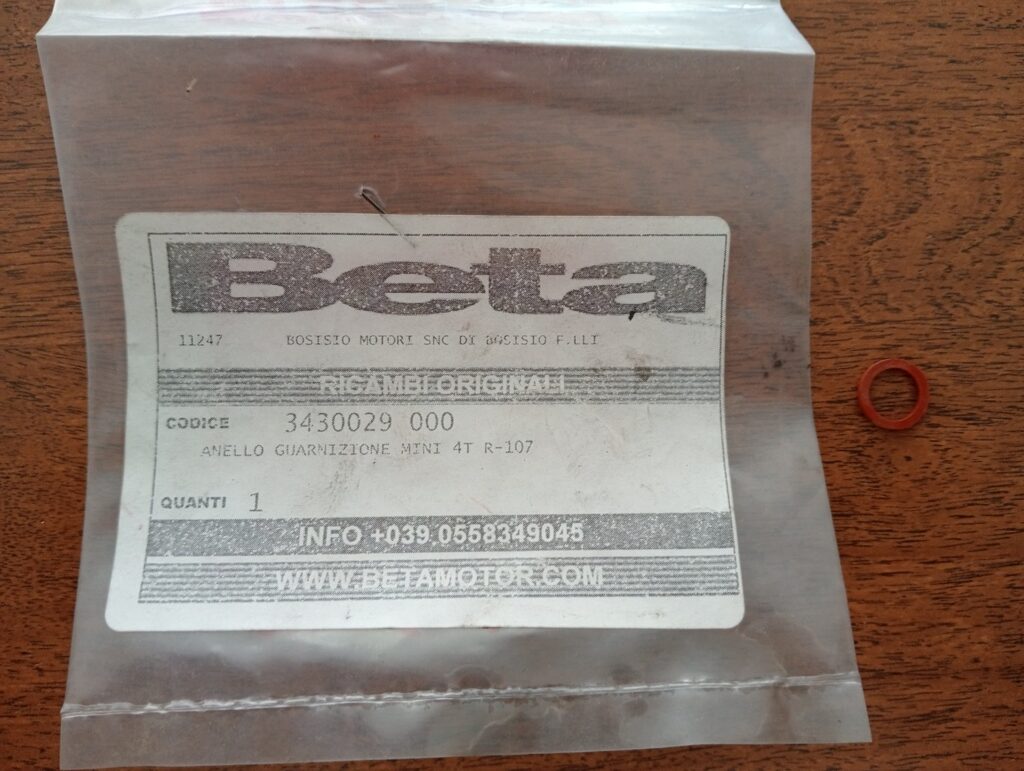 Beta
11247 BOSISIO MOTORI SNC DI BOSISIO F.LLI
RICAMBI ORIGINALI
CODICE 3430029 000
ANELLO GUARNIZIONE MINI 4T R-107
QUANTI 1
INFO +039.0558349045
WWW.BETAMOTOR.COM